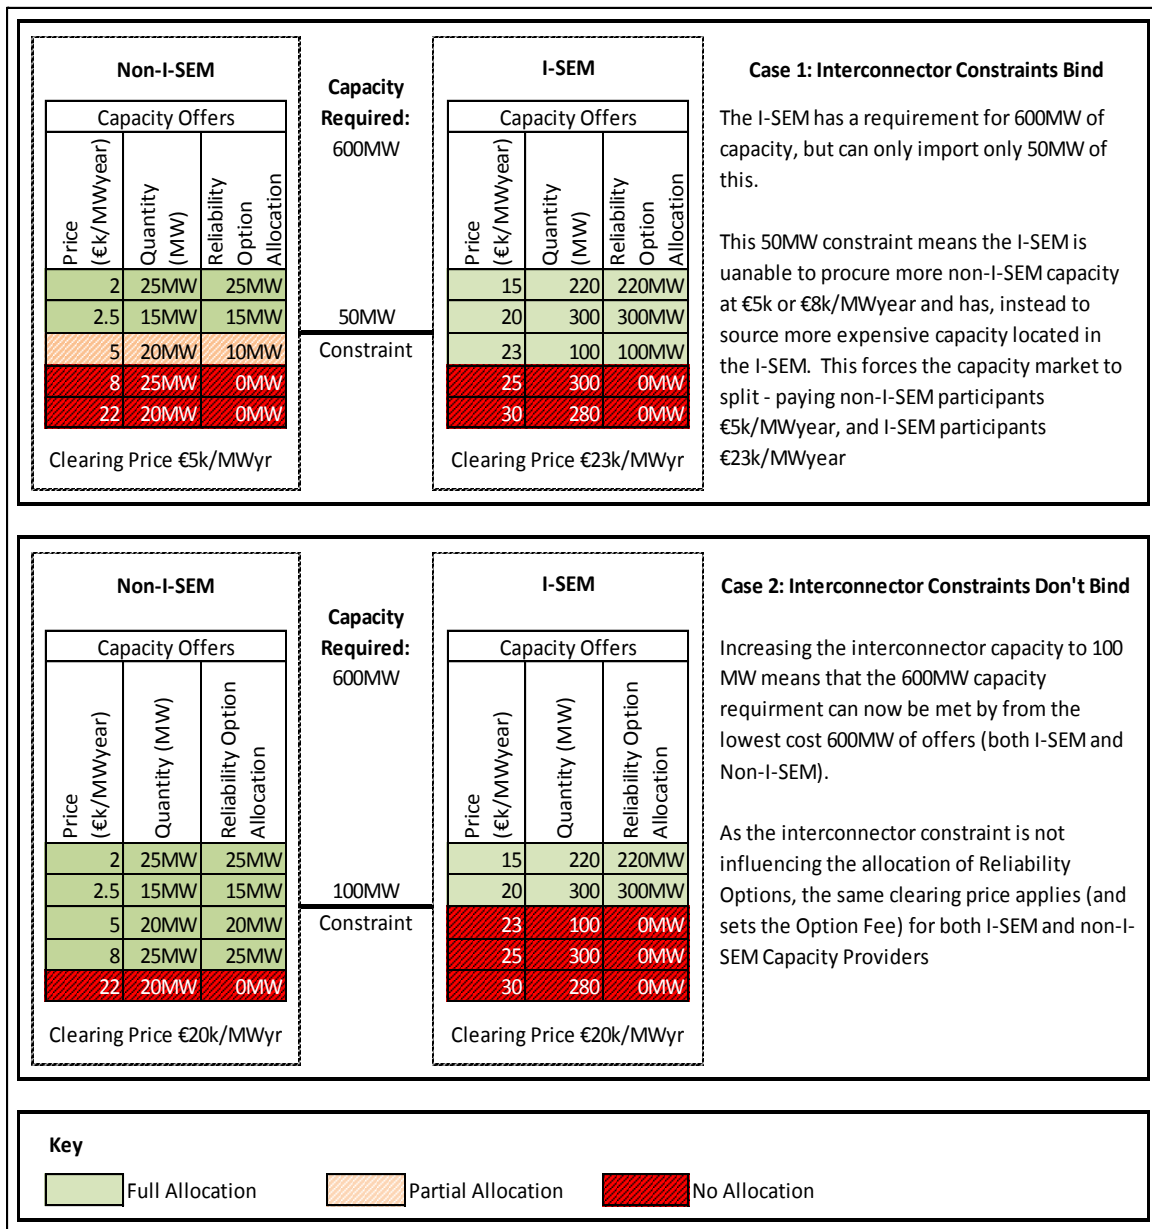 Non-I-SEM
Capacity Offers
Price (€k/MWyear) Quantity (MW) Reliability Option Allocation
2 25MW 25MW
2.5 15MW 15MW
5 20MW 10MW
8 25MW 0MW
22 20MW 0MW
Clearing Price €5k/MWyr
Capacity
Required:
600MW
50MW
Constraint
I-SEM
Capacity Offers
Price (€k/MWyear) Quantity (MW) Reliability Option Allocation
15 220 220MW
20 300 300MW
23 100 100MW
25 300 0MW
30 280 0MW
Clearing Price €23k/MWyr
Case 1: Interconnector Constraints Bind
The I-SEM has a requirement for 600MW of
capacity, but can only import only 50MW of
this.
This 50MW constraint means the I-SEM is
uanable to procure more non-I-SEM capacity
at €5k or €8k/MWyear and has, instead to
source more expensive capacity located in
the I-SEM. This forces the capacity market to
split - paying non-I-SEM participants
€5k/MWyear, and I-SEM participants
€23k/MWyear
Non-I-SEM
Capacity Offers
Price (€k/MWyear) Quantity (MW) Reliability Option Allocation
2 25MW 25MW
2.5 15MW 15MW
5 20MW 20MW
8 25MW 25MW
22 20MW 0MW
Clearing Price €20k/MWyr
Capacity
Required:
600MW
100MW
Constraint
I-SEM
Capacity Offers
Price (€k/MWyear) Quantity (MW) Reliability Option Allocation
15 220 220MW
20 300 300MW
23 100 0MW
25 300 0MW
30 280 0MW
Clearing Price €20k/MWyr
Case 2: Interconnector Constraints Don't Bind
Increasing the interconnector capacity to 100
MW means that the 600MW capacity
requirment can now be met by from the
lowest cost 600MW of offers (both I-SEM and
Non-I-SEM).
As the interconnector constraint is not
influencing the allocation of Reliability
Options, the same clearing price applies (and
sets the Option Fee) for both I-SEM and non-I-
SEM Capacity Providers
Key
Full Allocation
Partial Allocation
No Allocation